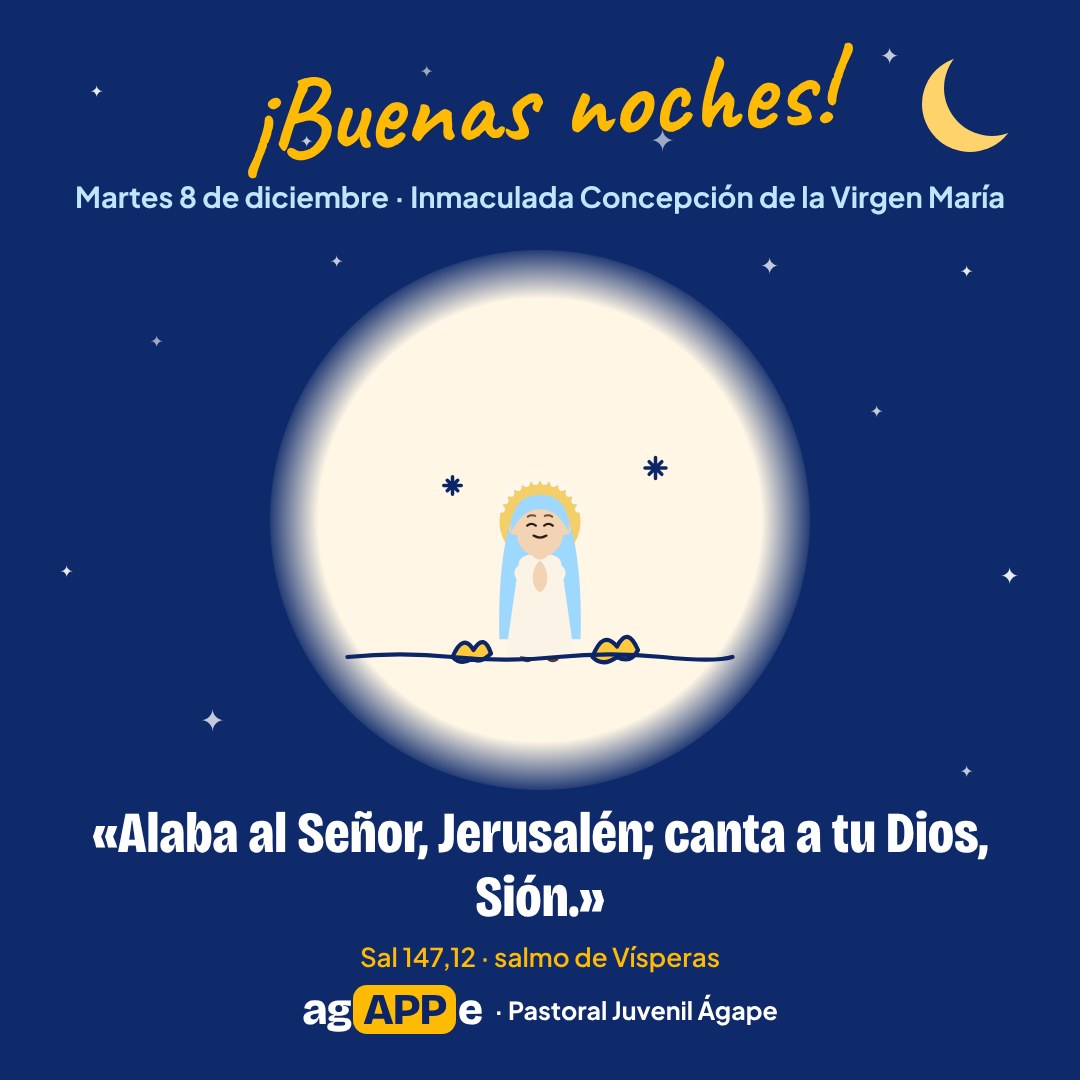 ¡Buenas noches!
Martes 8 de diciembre · Inmaculada Concepción de la Virgen María
«Alaba al Señor, Jerusalén; canta a tu Dios,
Sión.»
Sal 147,12 · salmo de Vísperas
agAPPe · Pastoral Juvenil Ágape